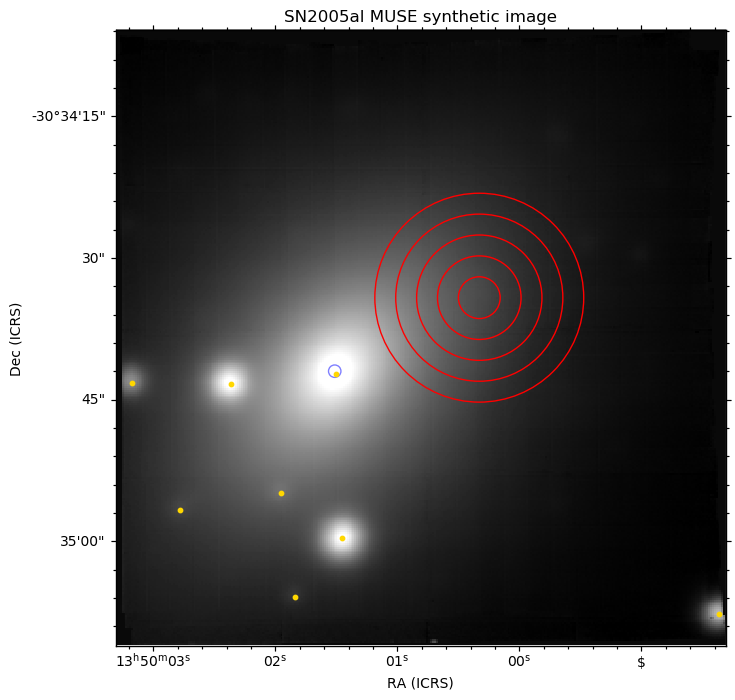 SN2005al MUSE synthetic image
-30°34'15"
30"
45"
35'00"
13ʰ50ᵐ03ˢ 02ˢ 01ˢ 00ˢ $
Dec (ICRS)
RA (ICRS)